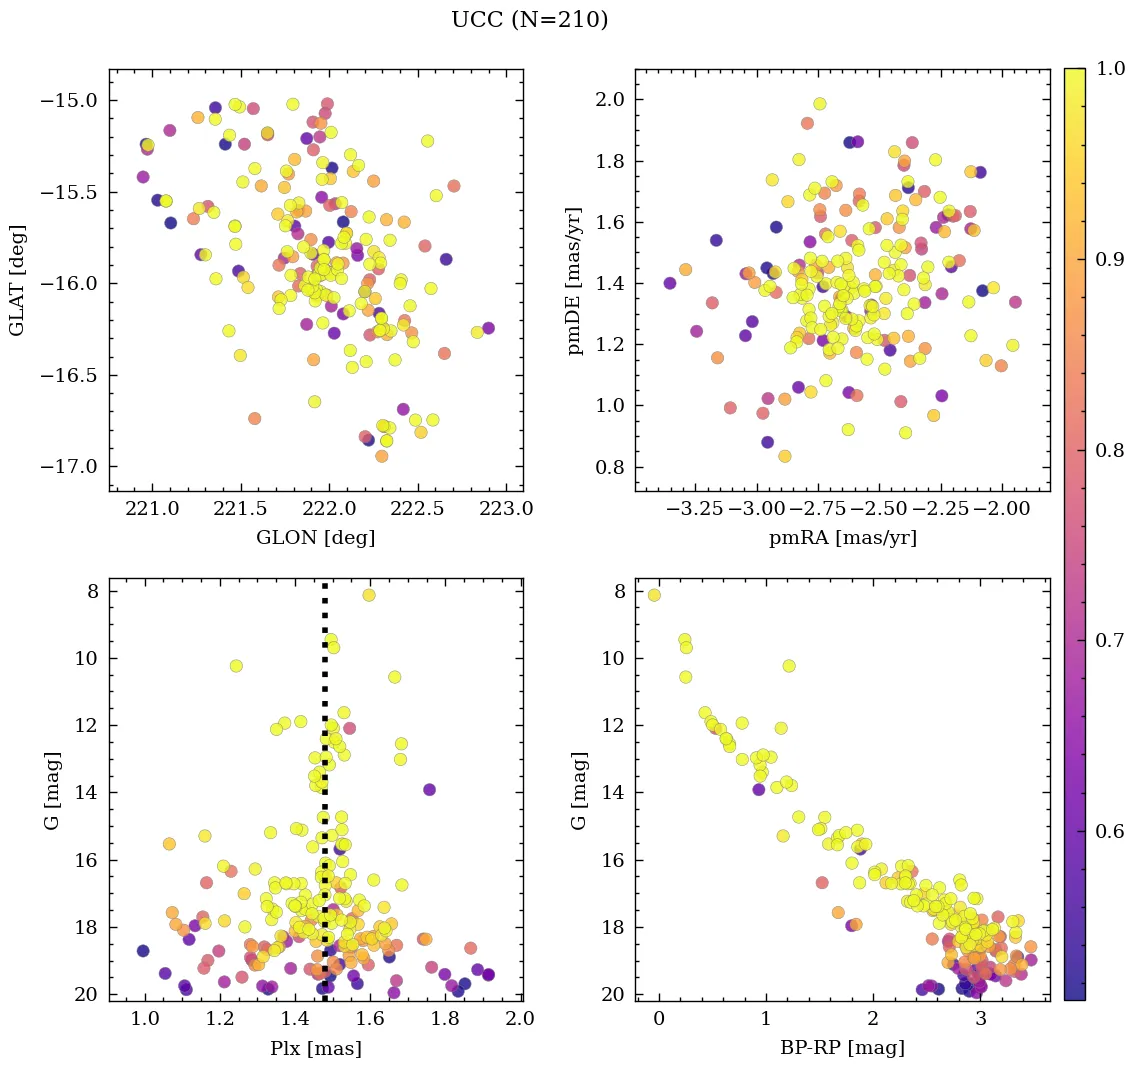 UCC (N=210)
−15.0
−15.5
−16.0
−16.5
−17.0
GLAT [deg]
221.0 221.5 222.0 222.5 223.0
GLON [deg]
2.0
1.8
1.6
1.4
1.2
1.0
0.8
pmDE [mas/yr]
−3.25 −3.00 −2.75 −2.50 −2.25 −2.00
pmRA [mas/yr]
1.0
0.9
0.8
0.7
0.6
8
10
12
14
16
18
20
G [mag]
1.0 1.2 1.4 1.6 1.8 2.0
Plx [mas]
8
10
12
14
16
18
20
G [mag]
0 1 2 3
BP-RP [mag]